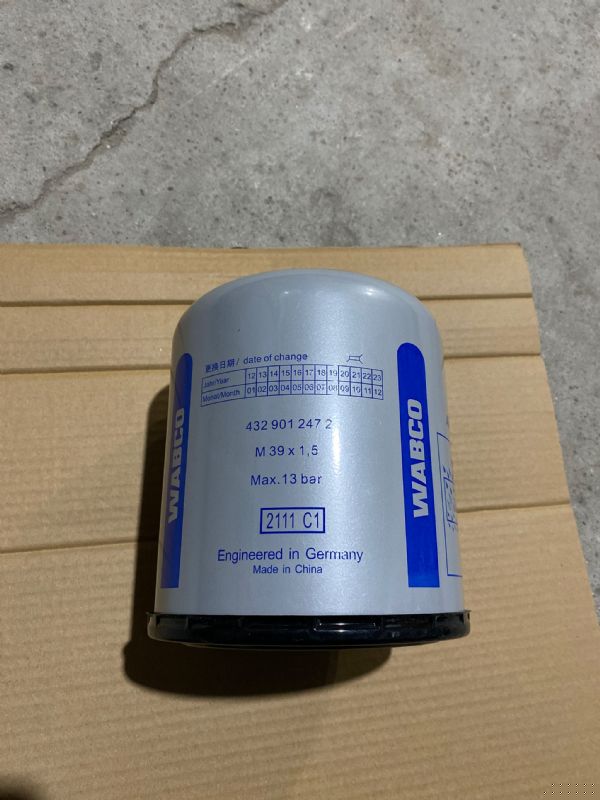 更换日期 / date of change
Jahr/Year 12 13 14 15 16 17 18 19 20 21 22 23
Monat/Month 01 02 03 04 05 06 07 08 09 10 11 12
432 901 247 2
M 39 x 1,5
Max.13 bar
2111 C1
Engineered in Germany
Made in China
WABCO
WABCO